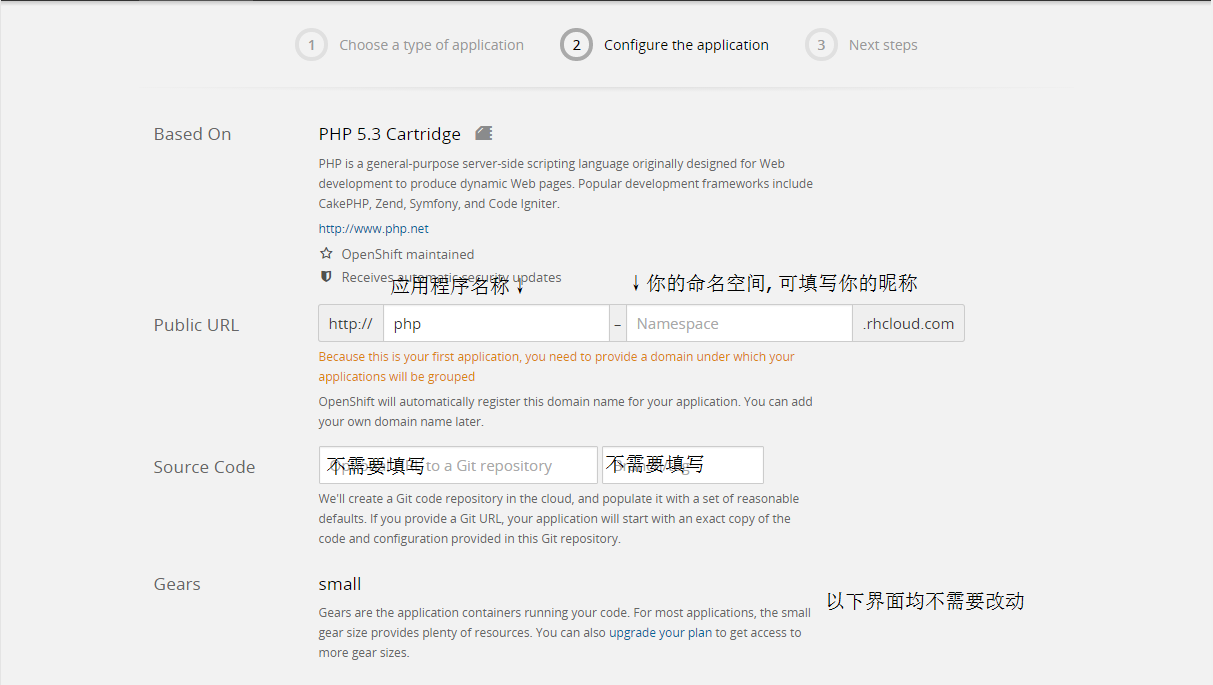 1 Choose a type of application 2 Configure the application 3 Next steps
Based On PHP 5.3 Cartridge
PHP is a general-purpose server-side scripting language originally designed for Web
development to produce dynamic Web pages. Popular development frameworks include
CakePHP, Zend, Symfony, and Code Igniter.
http://www.php.net
OpenShift maintained
Receives automatic security updates
应用程序名称↓ ↓你的命名空间, 可填写你的昵称
Public URL http:// php – Namespace .rhcloud.com
Because this is your first application, you need to provide a domain under which your
applications will be grouped
OpenShift will automatically register this domain name for your application. You can add
your own domain name later.
Source Code 不需要填写 to a Git repository 不需要填写
We'll create a Git code repository in the cloud, and populate it with a set of reasonable
defaults. If you provide a Git URL, your application will start with an exact copy of the
code and configuration provided in this Git repository.
Gears small
以下界面均不需要改动
Gears are the application containers running your code. For most applications, the small
gear size provides plenty of resources. You can also upgrade your plan to get access to
more gear sizes.